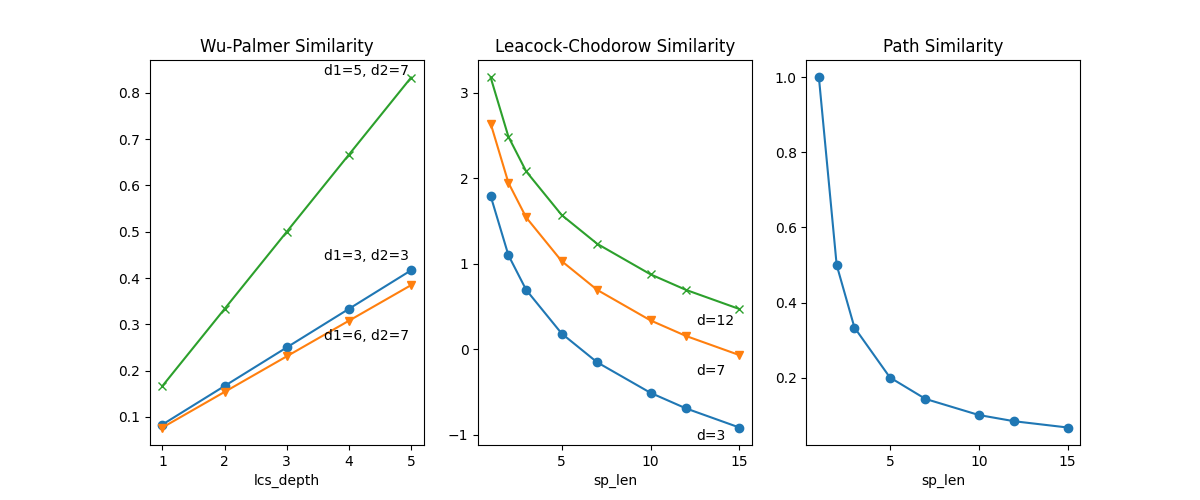 Wu-Palmer Similarity
d1=5, d2=7
d1=3, d2=3
d1=6, d2=7
0.8
0.7
0.6
0.5
0.4
0.3
0.2
0.1
1 2 3 4 5
lcs_depth
Leacock-Chodorow Similarity
3
2
1
0
−1
d=12
d=7
d=3
5 10 15
sp_len
Path Similarity
1.0
0.8
0.6
0.4
0.2
5 10 15
sp_len